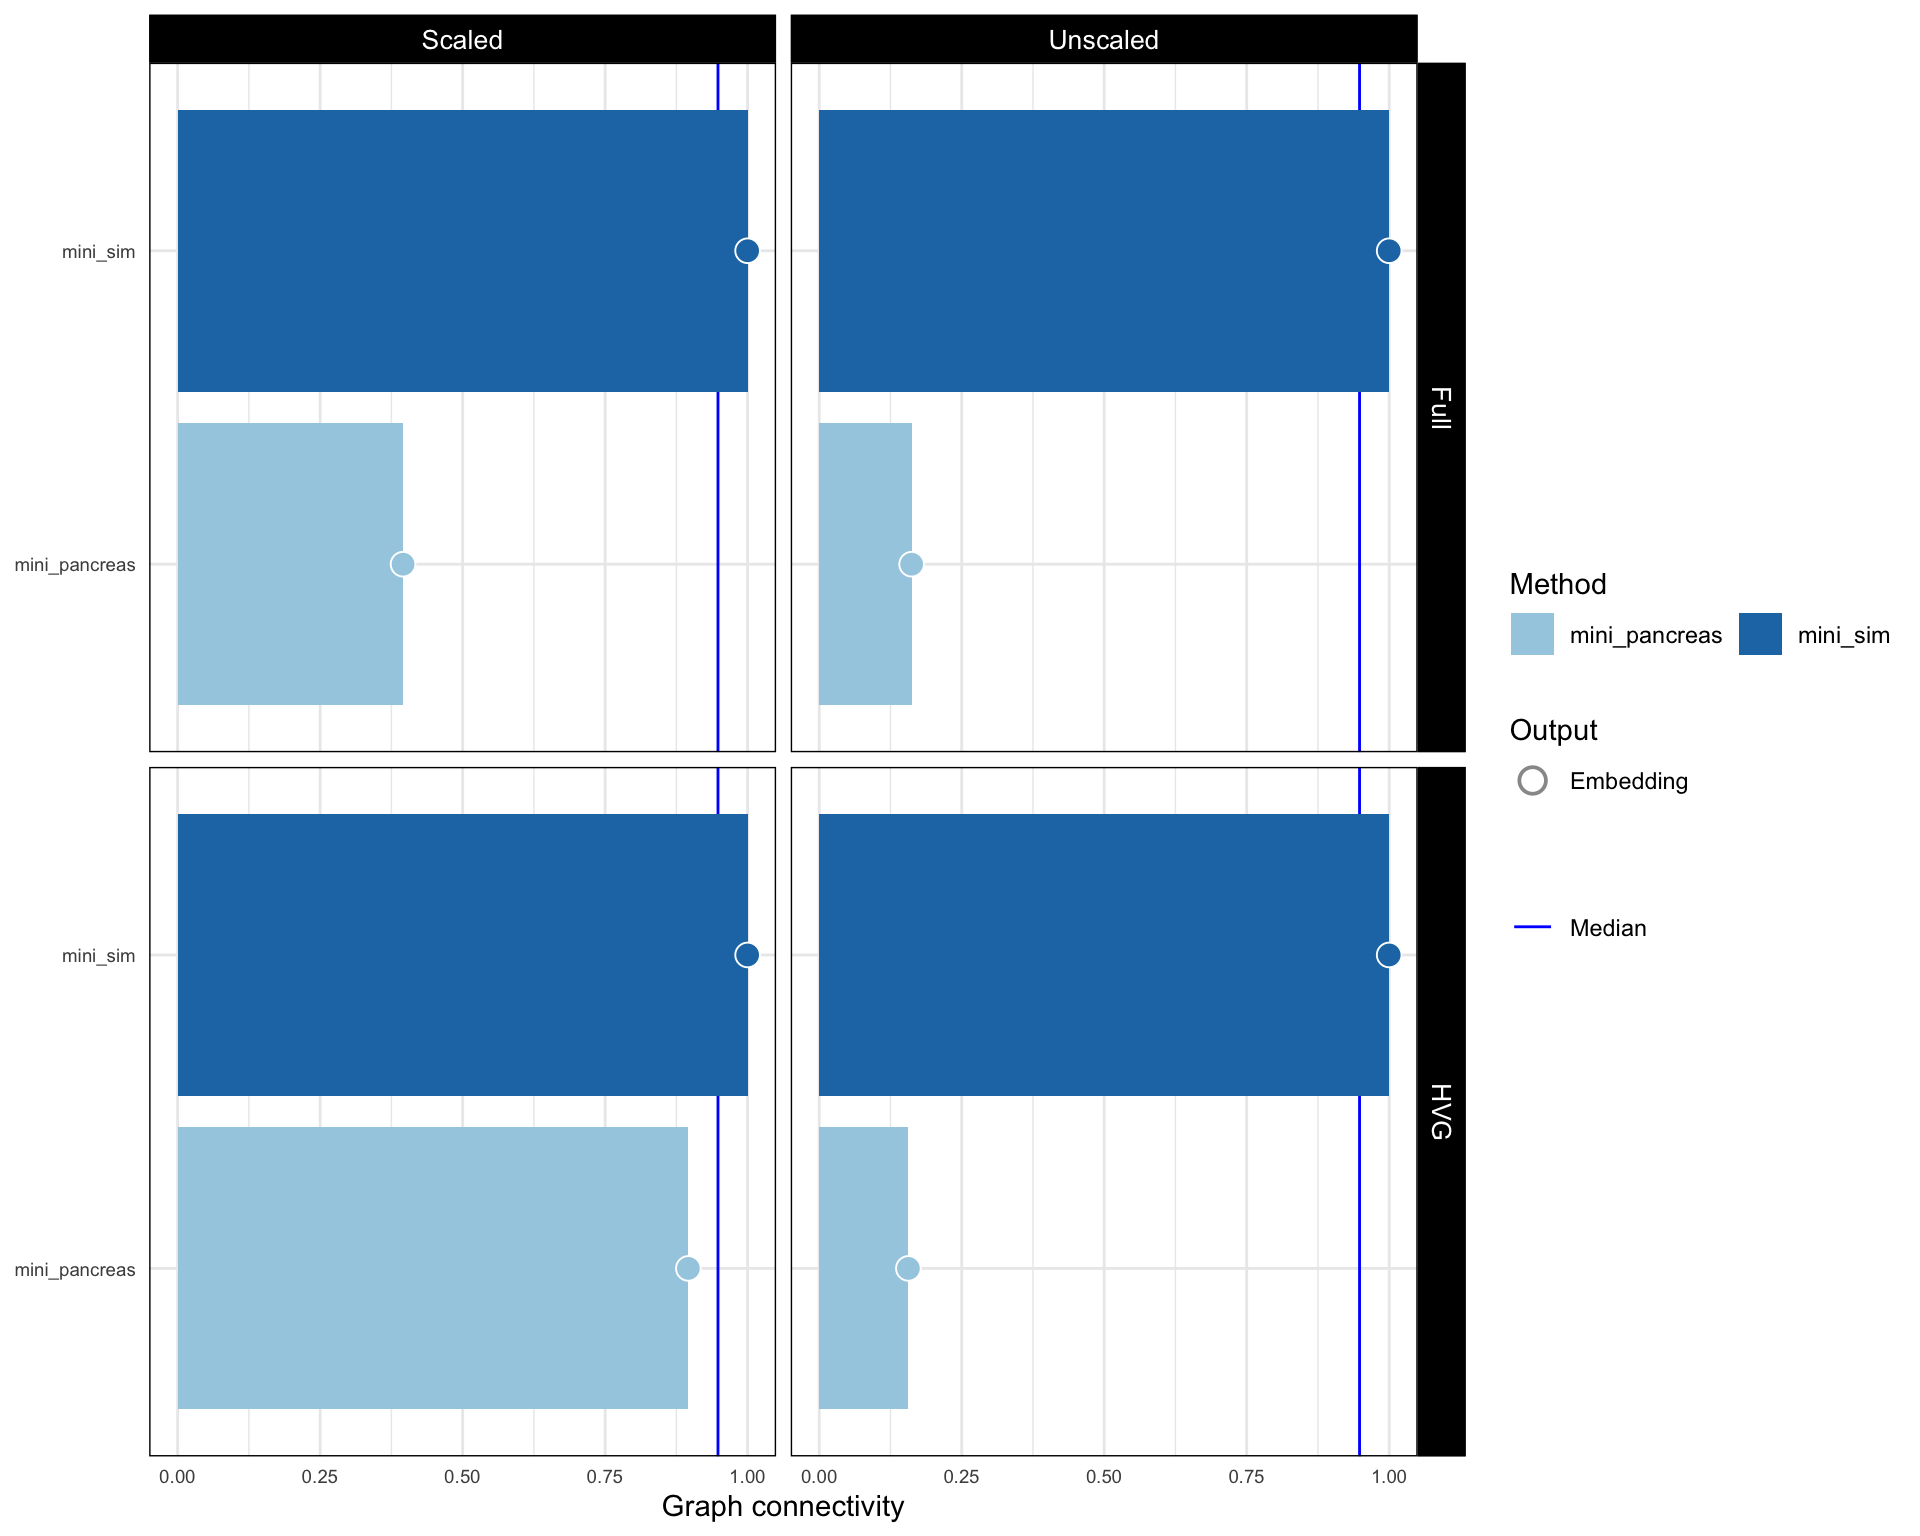 Scaled
Unscaled
mini_sim
mini_pancreas
Full
mini_sim
mini_pancreas
HVG
0.00 0.25 0.50 0.75 1.00 0.00 0.25 0.50 0.75 1.00
Graph connectivity
Method
mini_pancreas mini_sim
Output
Embedding
Median